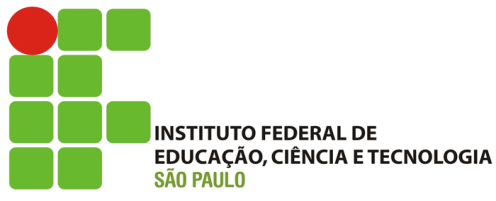 INSTITUTO FEDERAL DE
EDUCAÇÃO, CIÊNCIA E TECNOLOGIA
SÃO PAULO